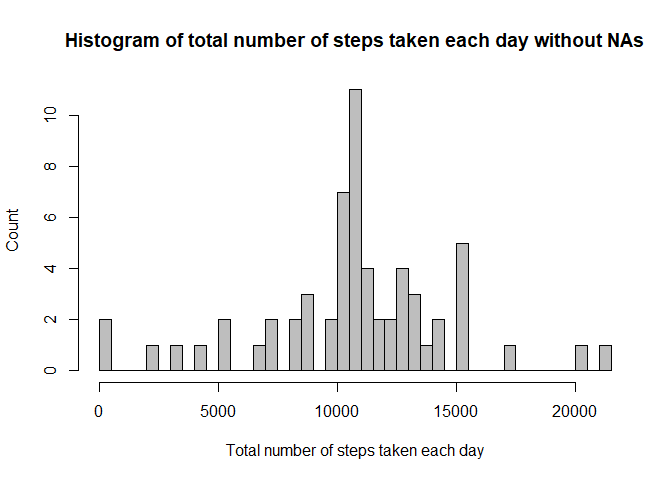 Histogram of total number of steps taken each day without NAs
Count
10
8
6
4
2
0
0 5000 10000 15000 20000
Total number of steps taken each day